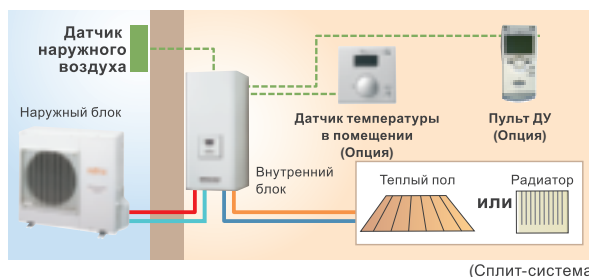 Датчик
наружного
воздуха
Наружный блок
Датчик температуры
в помещении
(Опция)
Пульт ДУ
(Опция)
Внутренний
блок
Теплый пол
или
Радиатор
(Сплит-система